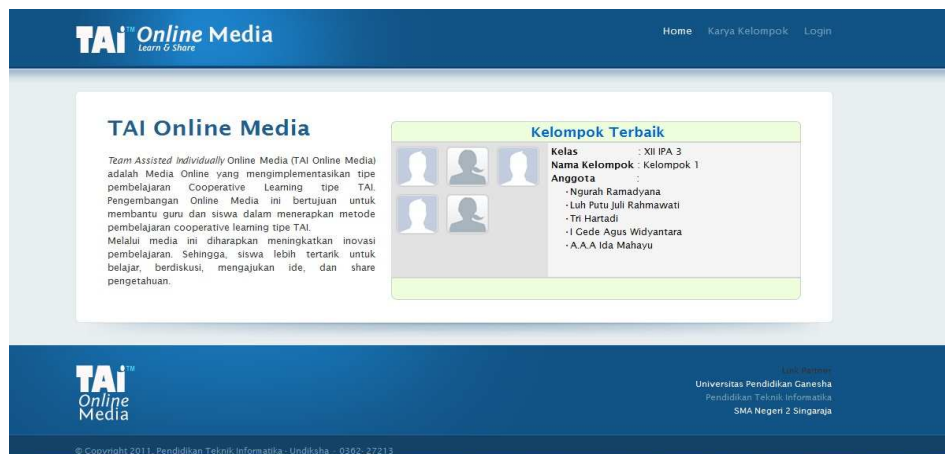 TAi™ Online Media
Learn & Share
Home Karya Kelompok Login
TAI Online Media
Team Assisted Individually Online Media (TAI Online Media)
adalah Media Online yang mengimplementasikan tipe
pembelajaran Cooperative Learning tipe TAI.
Pengembangan Online Media ini bertujuan untuk
membantu guru dan siswa dalam menerapkan metode
pembelajaran cooperative learning tipe TAI.
Melalui media ini diharapkan meningkatkan inovasi
pembelajaran. Sehingga, siswa lebih tertarik untuk
belajar, berdiskusi, mengajukan ide, dan share
pengetahuan.
Kelompok Terbaik
Kelas : XII IPA 3
Nama Kelompok : Kelompok 1
Anggota :
· Ngurah Ramadyana
· Luh Putu Juli Rahmawati
· Tri Hartadi
· I Gede Agus Widyantara
· A.A.A Ida Mahayu
TAi™
Online
Media
Link Partner
Universitas Pendidikan Ganesha
Pendidikan Teknik Informatika
SMA Negeri 2 Singaraja
© Copyright 2011. Pendidikan Teknik Informatika - Undiksha - 0362- 27213